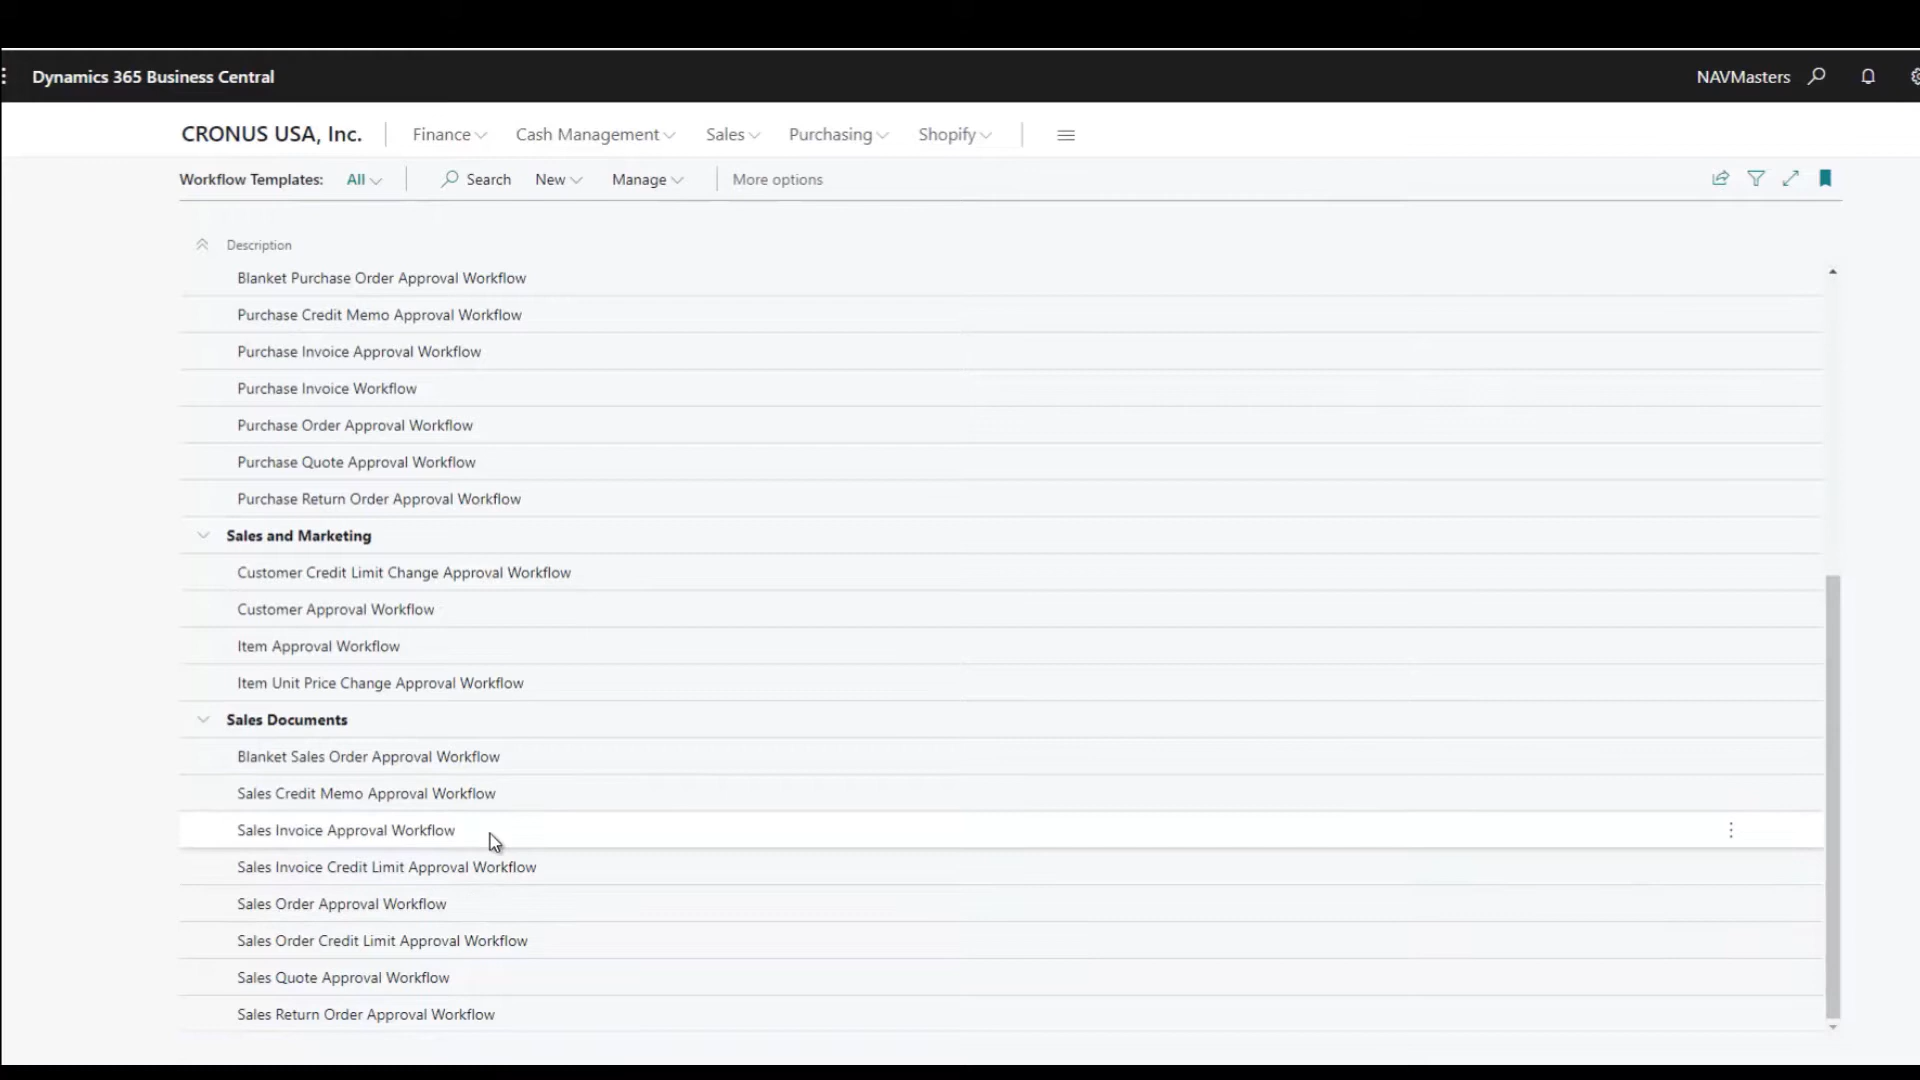 Dynamics 365 Business Central
NAVMasters
CRONUS USA, Inc.
Finance
Cash Management
Sales
Purchasing
Shopify
Workflow Templates:
All
Search
New
Manage
More options
Description
Blanket Purchase Order Approval Workflow
Purchase Credit Memo Approval Workflow
Purchase Invoice Approval Workflow
Purchase Invoice Workflow
Purchase Order Approval Workflow
Purchase Quote Approval Workflow
Purchase Return Order Approval Workflow
Sales and Marketing
Customer Credit Limit Change Approval Workflow
Customer Approval Workflow
Item Approval Workflow
Item Unit Price Change Approval Workflow
Sales Documents
Blanket Sales Order Approval Workflow
Sales Credit Memo Approval Workflow
Sales Invoice Approval Workflow
Sales Invoice Credit Limit Approval Workflow
Sales Order Approval Workflow
Sales Order Credit Limit Approval Workflow
Sales Quote Approval Workflow
Sales Return Order Approval Workflow